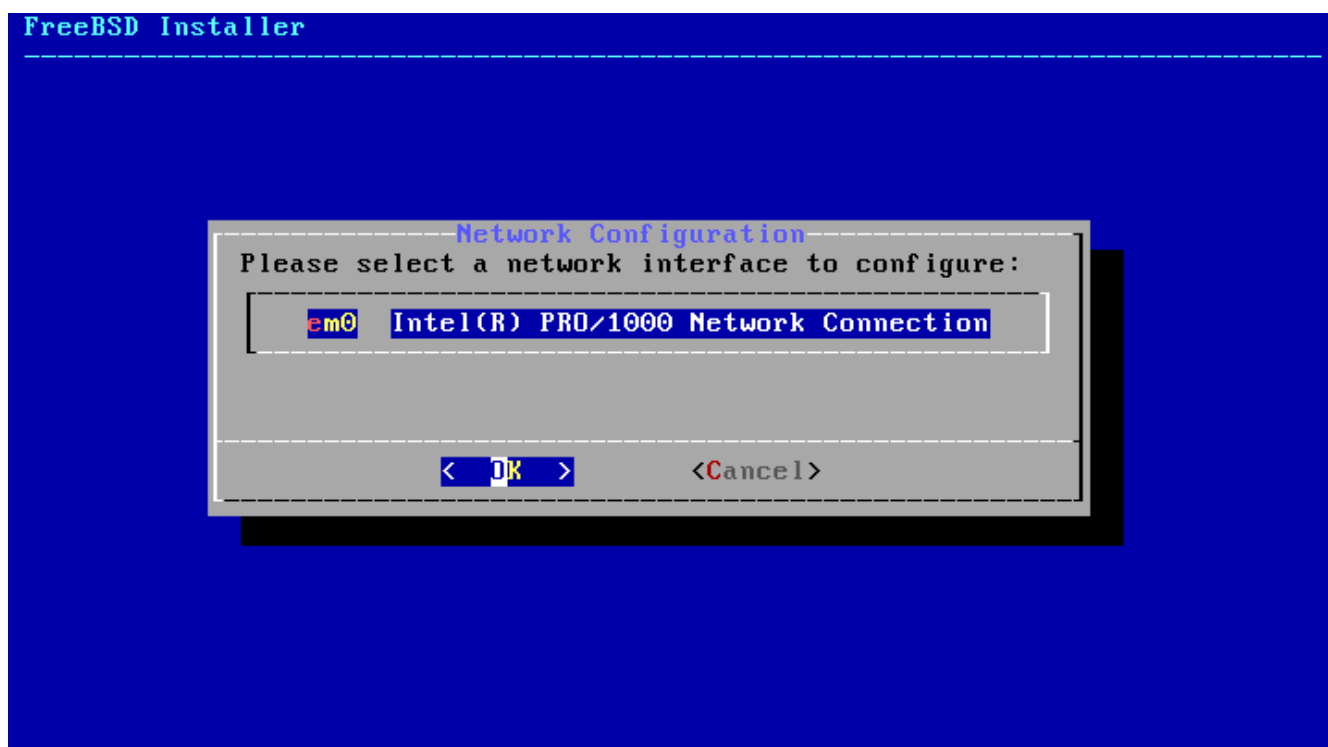 FreeBSD Installer
Network Configuration
Please select a network interface to configure:
em0 Intel(R) PRO/1000 Network Connection
< OK > <Cancel>